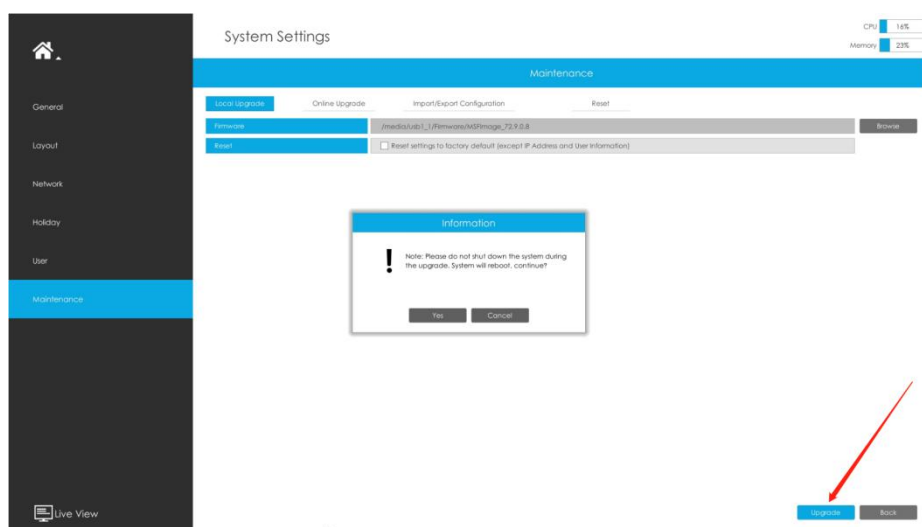 System Settings
CPU 16%
Memory 23%
Maintenance
General
Layout
Network
Holiday
User
Maintenance
Local Upgrade Online Upgrade Import/Export Configuration Reset
Firmware /media/usb1_1/Firmware/MSFimage_72.9.0.8 Browse
Reset Reset settings to factory default (except IP Address and User Information)
Information
Note: Please do not shut down the system during
the upgrade. System will reboot, continue?
Yes Cancel
Live View
Upgrade Back